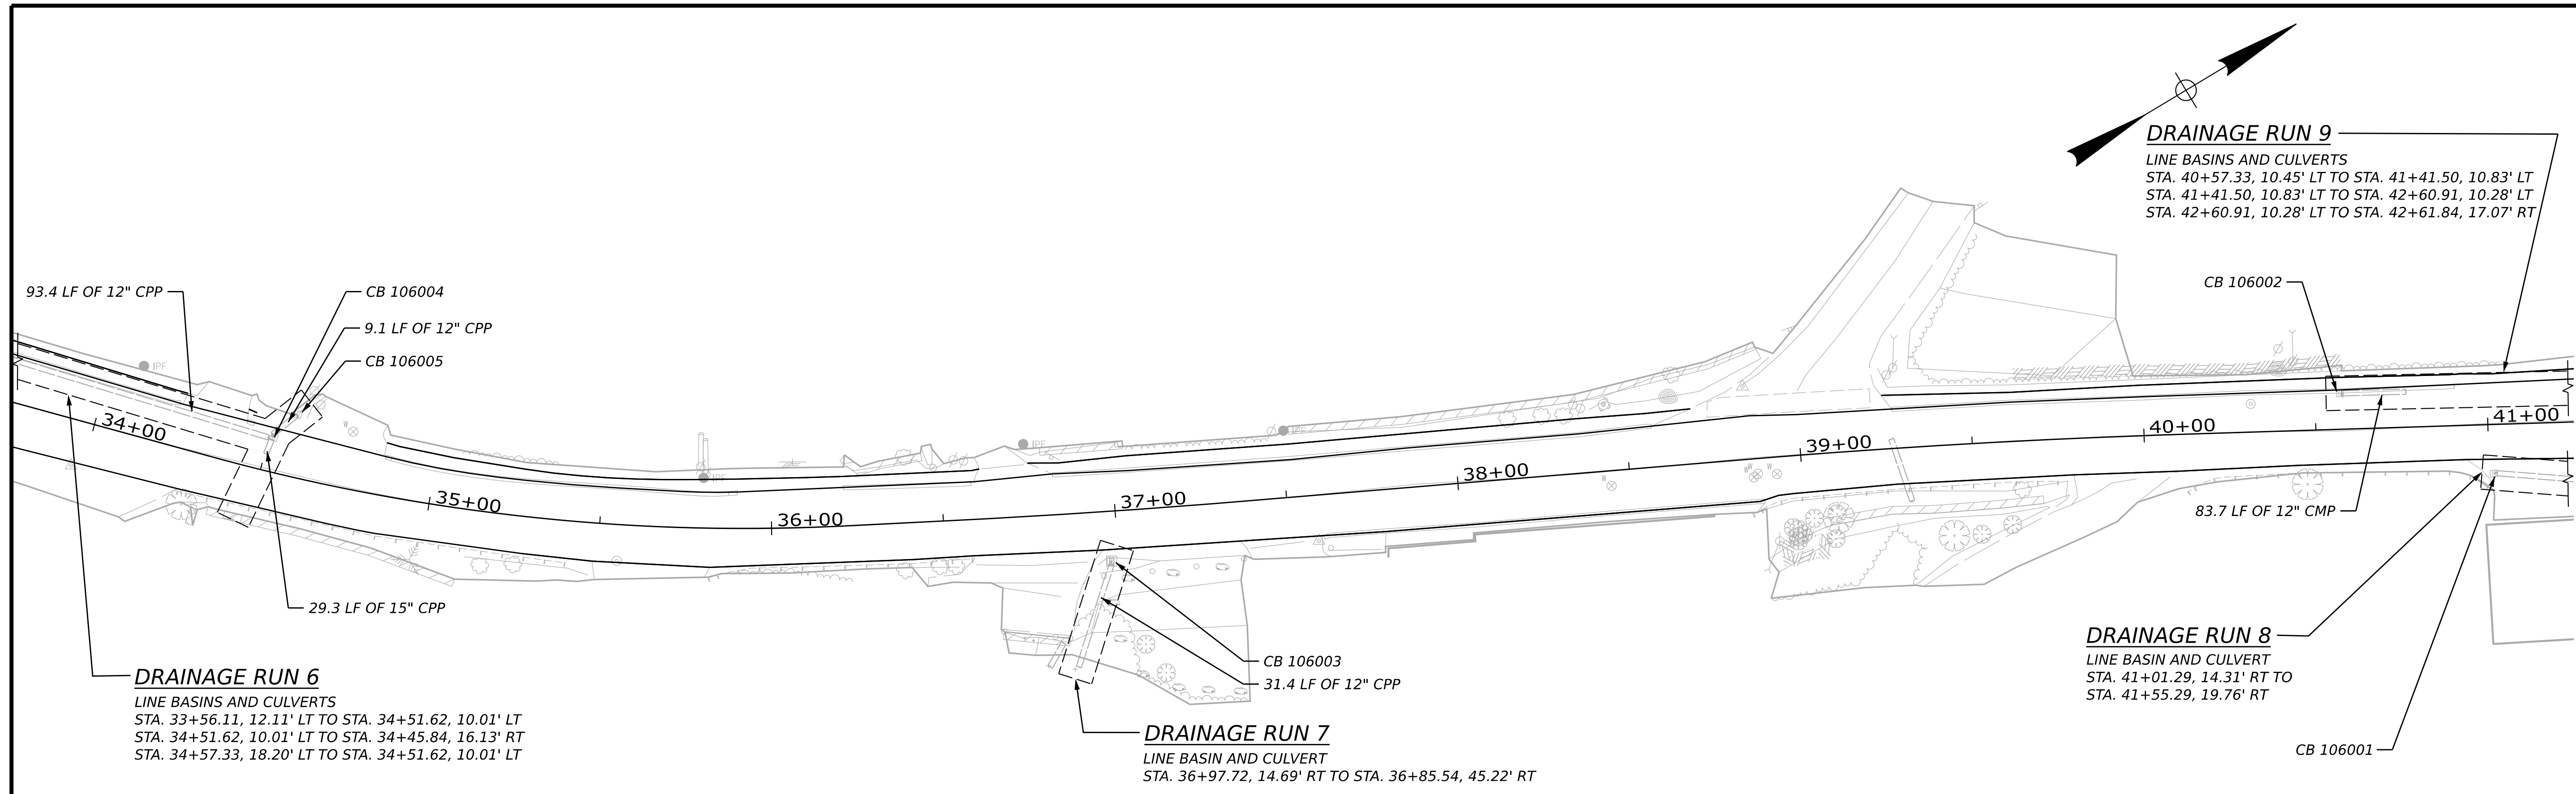 DRAINAGE RUN 9
LINE BASINS AND CULVERTS
STA. 40+57.33, 10.45' LT TO STA. 41+41.50, 10.83' LT
STA. 41+41.50, 10.83' LT TO STA. 42+60.91, 10.28' LT
STA. 42+60.91, 10.28' LT TO STA. 42+61.84, 17.07' RT
93.4 LF OF 12" CPP
CB 106004
9.1 LF OF 12" CPP
CB 106005
CB 106002
IPF
IPF
IPF
IPF
W
W
W
W
W
34+00
35+00
36+00
37+00
38+00
39+00
40+00
41+00
83.7 LF OF 12" CMP
29.3 LF OF 15" CPP
DRAINAGE RUN 6
LINE BASINS AND CULVERTS
STA. 33+56.11, 12.11' LT TO STA. 34+51.62, 10.01' LT
STA. 34+51.62, 10.01' LT TO STA. 34+45.84, 16.13' RT
STA. 34+57.33, 18.20' LT TO STA. 34+51.62, 10.01' LT
CB 106003
31.4 LF OF 12" CPP
DRAINAGE RUN 7
LINE BASIN AND CULVERT
STA. 36+97.72, 14.69' RT TO STA. 36+85.54, 45.22' RT
DRAINAGE RUN 8
LINE BASIN AND CULVERT
STA. 41+01.29, 14.31' RT TO
STA. 41+55.29, 19.76' RT
CB 106001